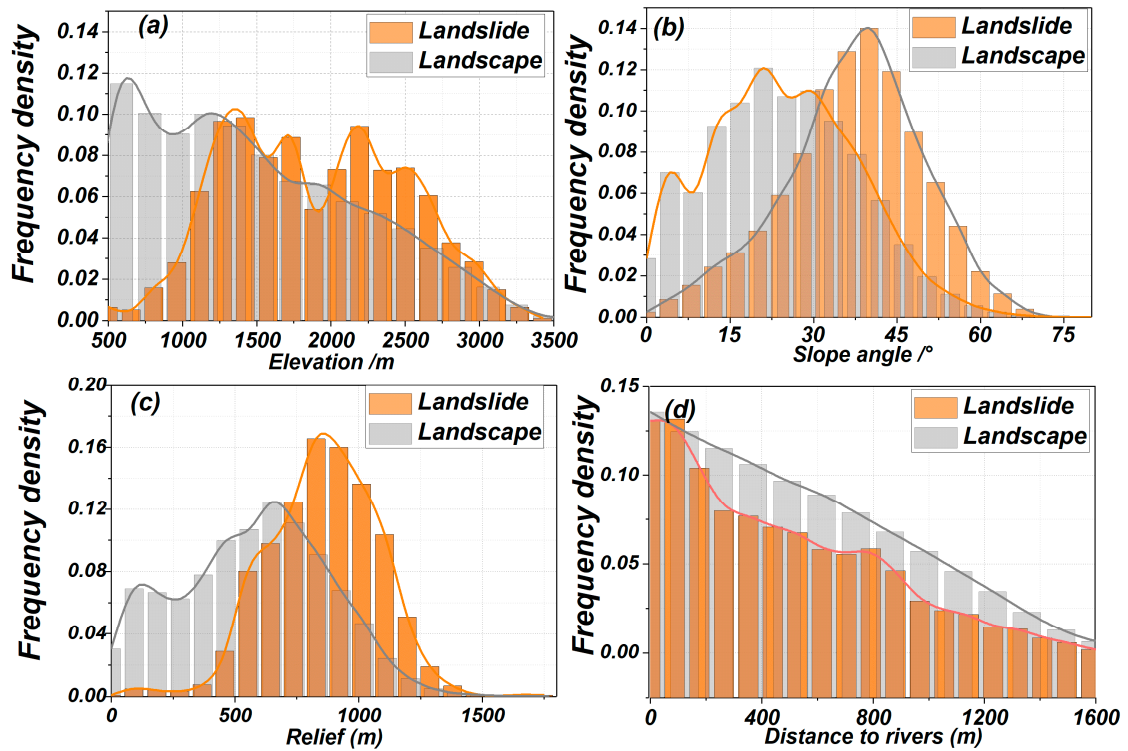 (a)
Landslide
Landscape
Frequency density
0.14
0.12
0.10
0.08
0.06
0.04
0.02
0.00
500 1000 1500 2000 2500 3000 3500
Elevation /m
(b)
Landslide
Landscape
Frequency density
0.14
0.12
0.10
0.08
0.06
0.04
0.02
0.00
0 15 30 45 60 75
Slope angle /°
(c)
Landslide
Landscape
Frequency density
0.20
0.16
0.12
0.08
0.04
0.00
0 500 1000 1500
Relief (m)
(d)
Landslide
Landscape
Frequency density
0.15
0.10
0.05
0.00
0 400 800 1200 1600
Distance to rivers (m)